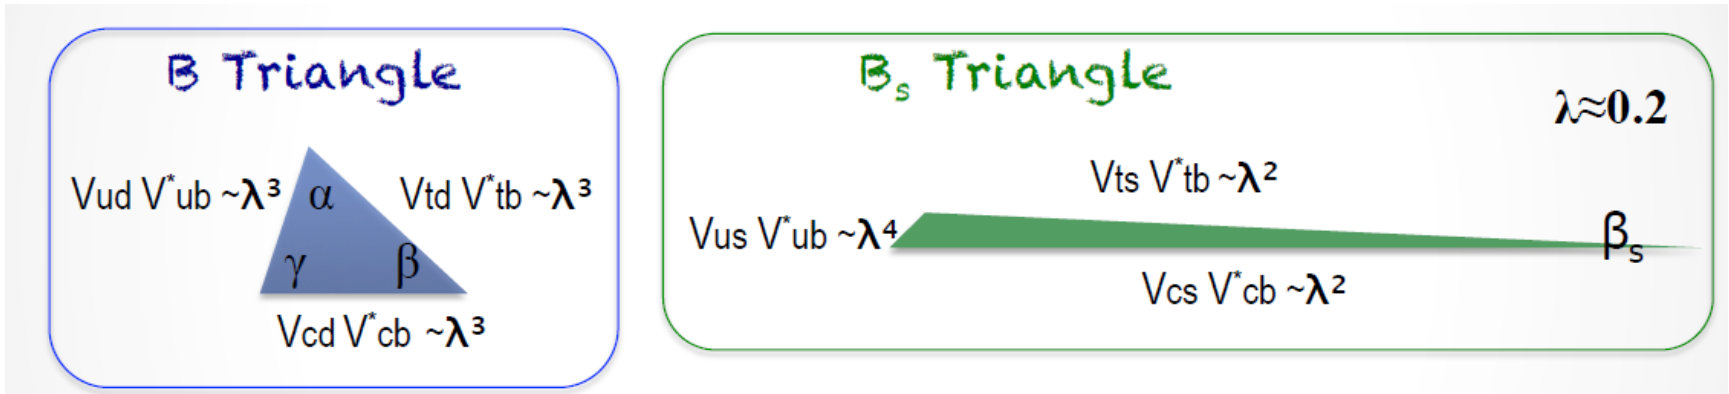 B Triangle
Vud V*ub ~λ³
α
Vtd V*tb ~λ³
γ
β
Vcd V*cb ~λ³
Bₛ Triangle
λ≈0.2
Vts V*tb ~λ²
Vus V*ub ~λ⁴
βₛ
Vcs V*cb ~λ²